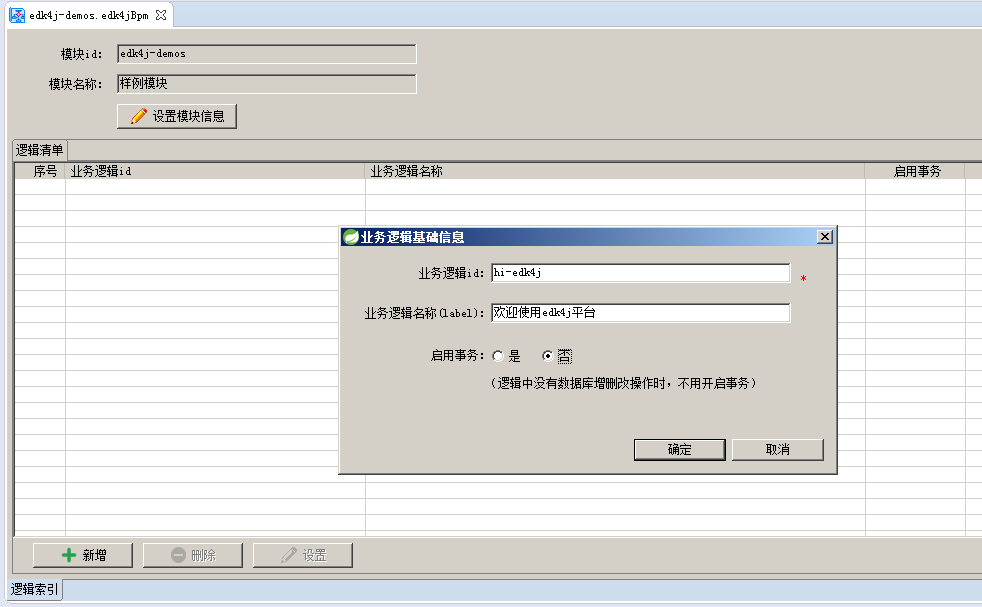 edk4j-demos.edk4jBpm
模块id: edk4j-demos
模块名称: 样例模块
设置模块信息
逻辑清单
序号 业务逻辑id 业务逻辑名称 启用事务
业务逻辑基础信息
业务逻辑id: hi-edk4j *
业务逻辑名称(label): 欢迎使用edk4j平台
启用事务: 是 否
(逻辑中没有数据库增删改操作时，不用开启事务)
确定 取消
新增 删除 设置
逻辑索引